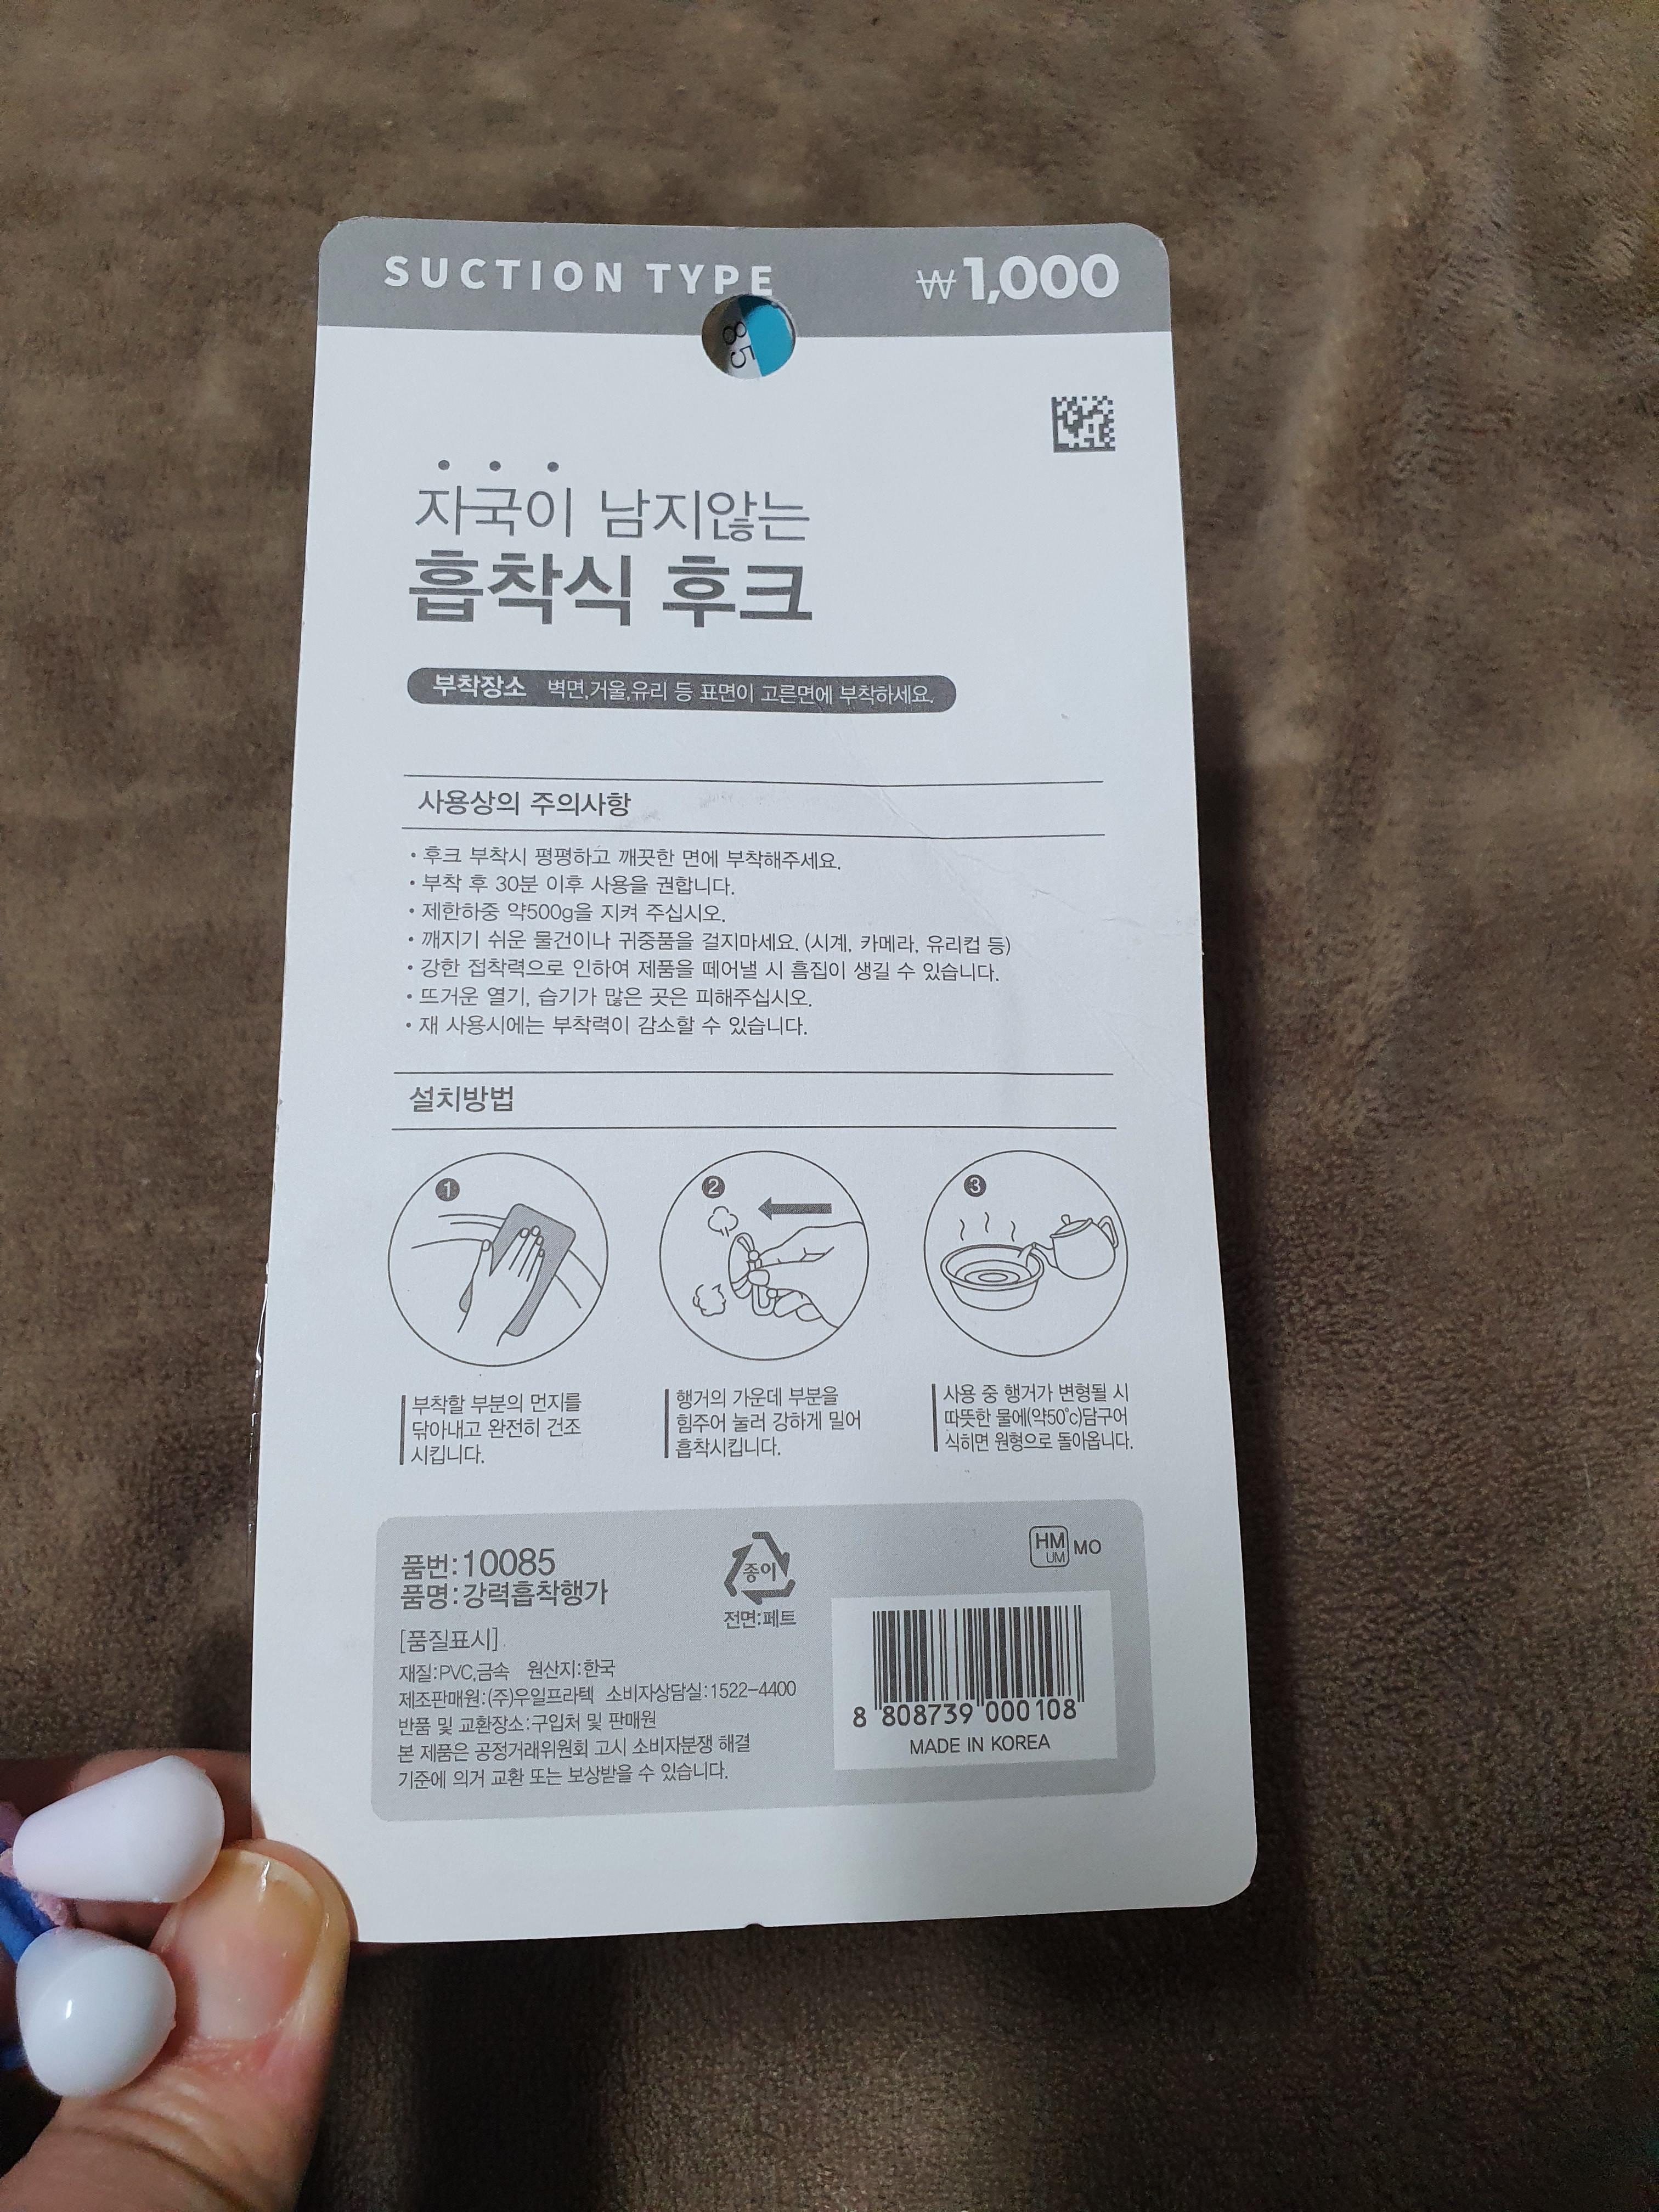 SUCTION TYPE ₩1,000
85
자국이 남지않는
흡착식 후크
부착장소 벽면,거울,유리 등 표면이 고른면에 부착하세요.
사용상의 주의사항
• 후크 부착시 평평하고 깨끗한 면에 부착해주세요.
• 부착 후 30분 이후 사용을 권합니다.
• 제한하중 약500g을 지켜 주십시오.
• 깨지기 쉬운 물건이나 귀중품을 걸지마세요. (시계, 카메라, 유리컵 등)
• 강한 접착력으로 인하여 제품을 떼어낼 시 흠집이 생길 수 있습니다.
• 뜨거운 열기, 습기가 많은 곳은 피해주십시오.
• 재 사용시에는 부착력이 감소할 수 있습니다.
설치방법
1
부착할 부분의 먼지를
닦아내고 완전히 건조
시킵니다.
2
행거의 가운데 부분을
힘주어 눌러 강하게 밀어
흡착시킵니다.
3
사용 중 행거가 변형될 시
따뜻한 물에(약50°c)담구어
식히면 원형으로 돌아옵니다.
품번:10085
품명:강력흡착행가
[품질표시]
재질:PVC,금속 원산지:한국
제조판매원:(주)우일프라텍 소비자상담실:1522-4400
반품 및 교환장소:구입처 및 판매원
본 제품은 공정거래위원회 고시 소비자분쟁 해결
기준에 의거 교환 또는 보상받을 수 있습니다.
종이
전면:페트
HM
UM
MO
8 808739 000108
MADE IN KOREA